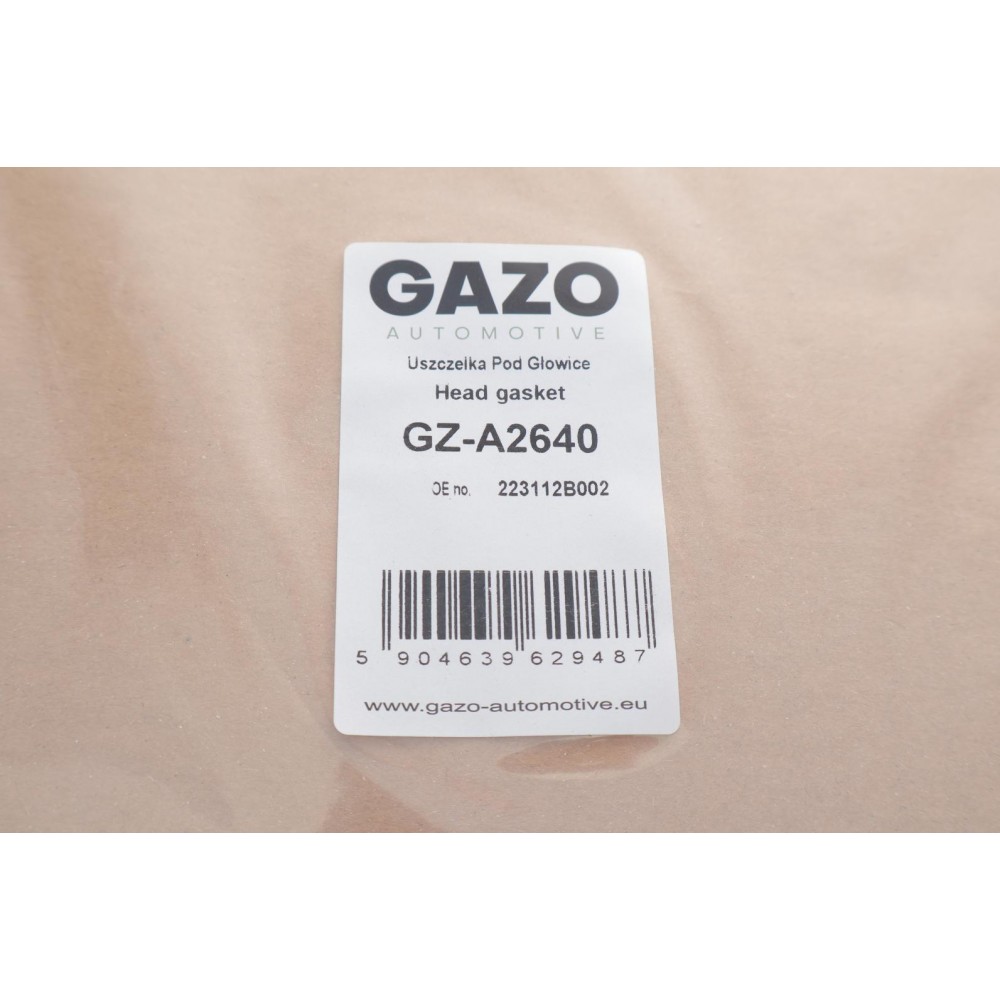 GAZO
AUTOMOTIVE
Uszczelka Pod Głowice
Head gasket
GZ-A2640
OE no. 223112B002
5 904639 629487
www.gazo-automotive.eu